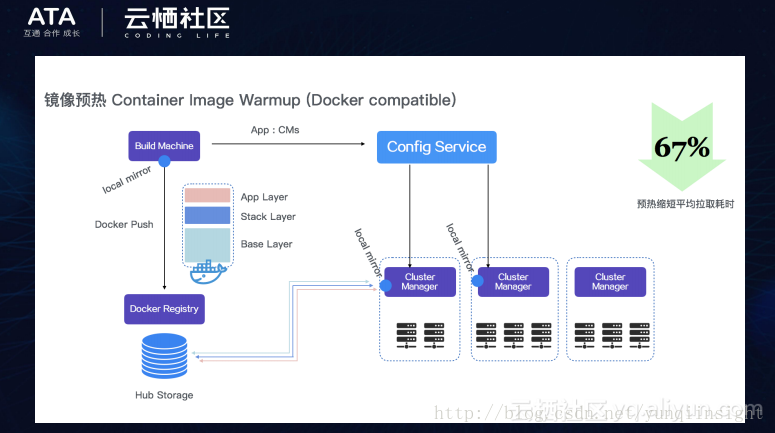 ATA
互通 合作 成长
云栖社区
CODING LIFE
镜像预热 Container Image Warmup (Docker compatible)
Build Machine
App : CMs
Config Service
67%
预热缩短平均拉取耗时
local mirror
Docker Push
App Layer
Stack Layer
Base Layer
local mirror
local mirror
Cluster Manager
Cluster Manager
Cluster Manager
Docker Registry
Hub Storage
云栖社区 yq.aliyun.com
http://blog.csdn.net/yunqiinsight